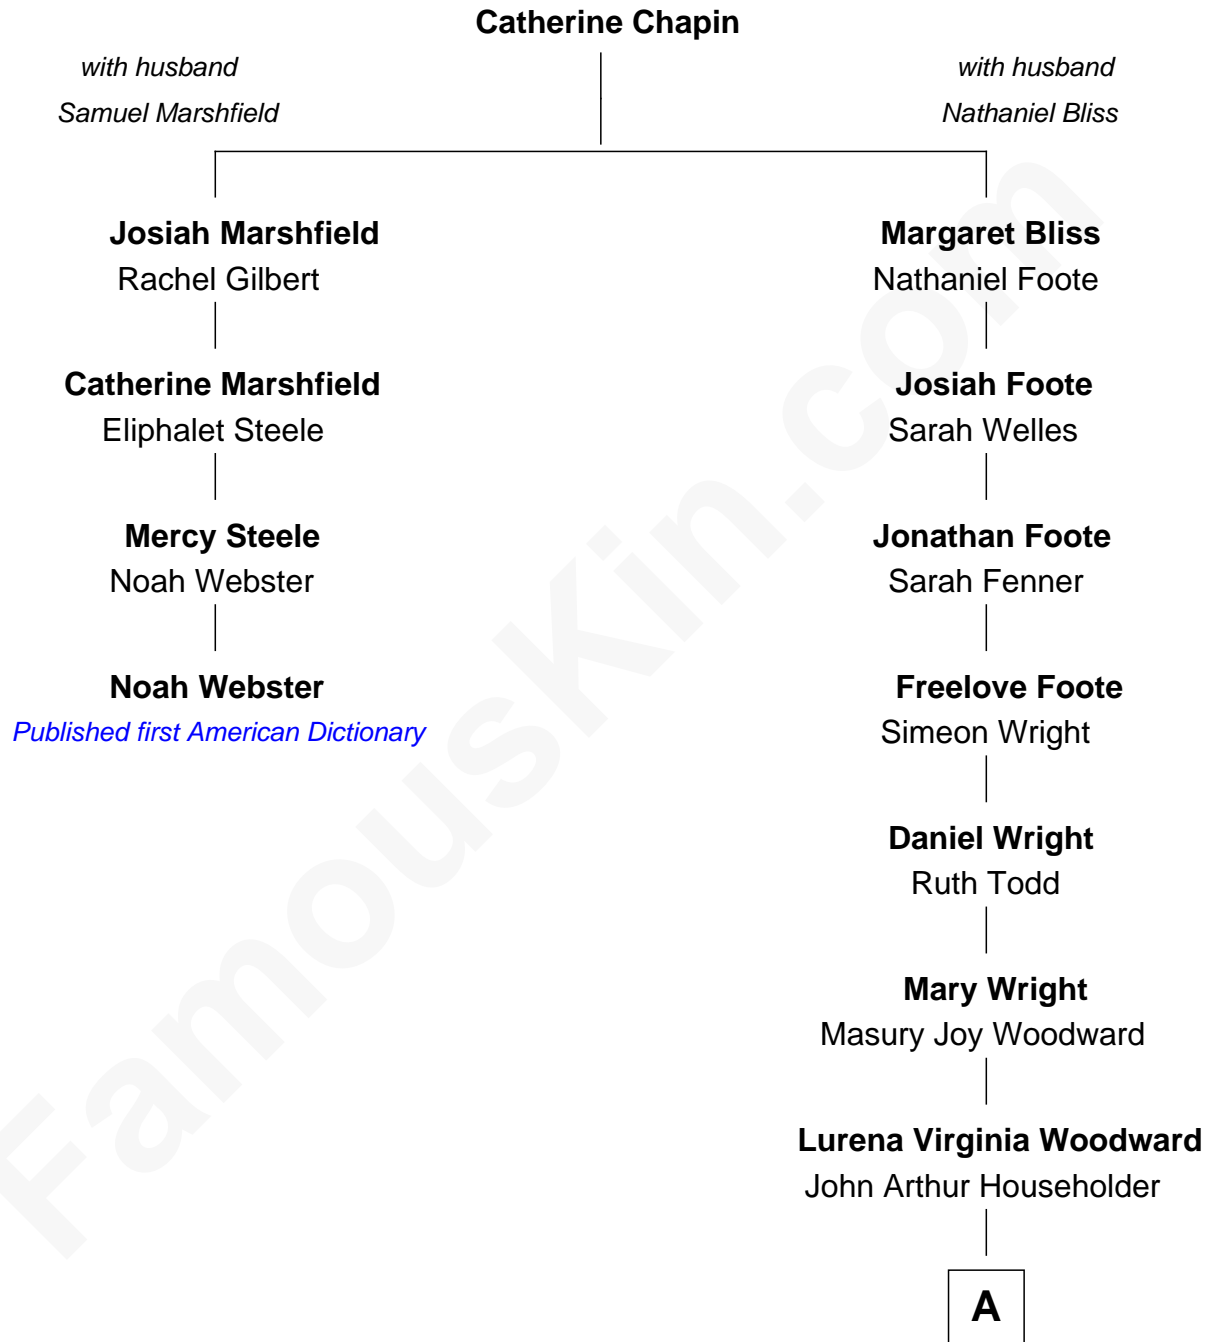 Catherine Chapin
with husband
Samuel Marshfield
with husband
Nathaniel Bliss
Josiah Marshfield
Rachel Gilbert
Catherine Marshfield
Eliphalet Steele
Mercy Steele
Noah Webster
Noah Webster
Published first American Dictionary
Margaret Bliss
Nathaniel Foote
Josiah Foote
Sarah Welles
Jonathan Foote
Sarah Fenner
Freelove Foote
Simeon Wright
Daniel Wright
Ruth Todd
Mary Wright
Masury Joy Woodward
Lurena Virginia Woodward
John Arthur Householder
A
FamousKin.com